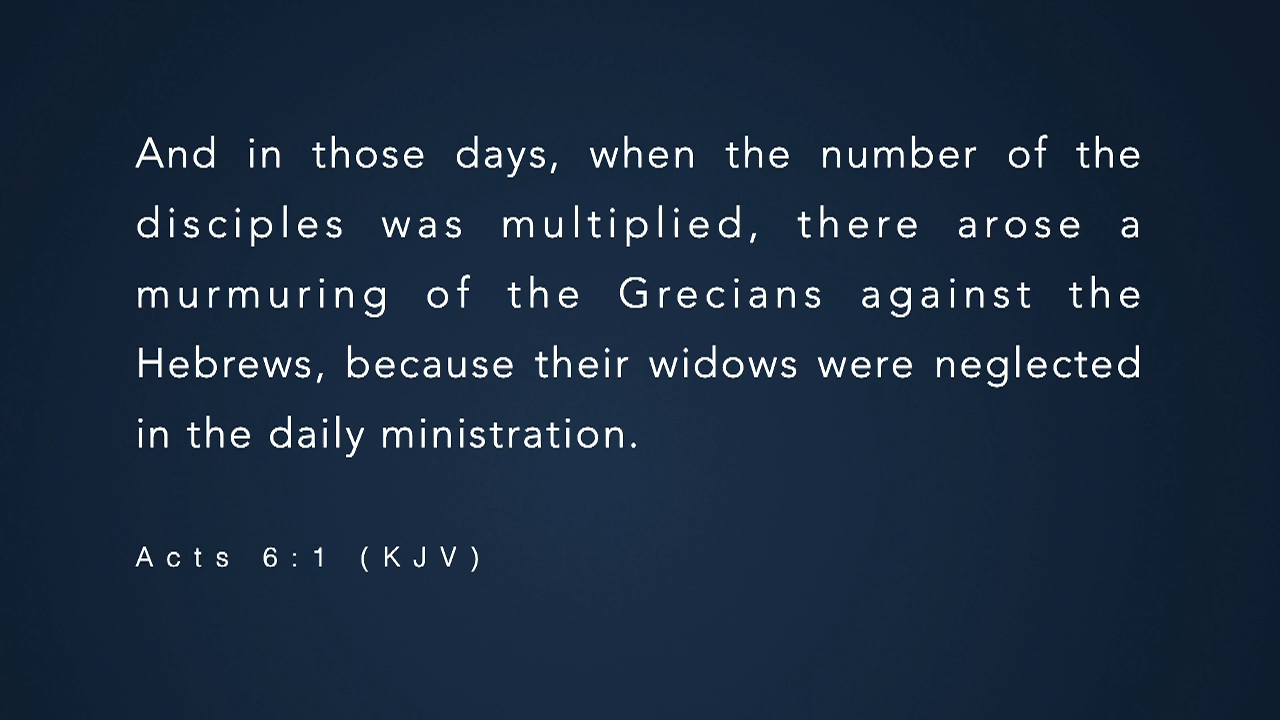 And in those days, when the number of the
disciples was multiplied, there arose a
murmuring of the Grecians against the
Hebrews, because their widows were neglected
in the daily ministration.
Acts 6:1 (KJV)